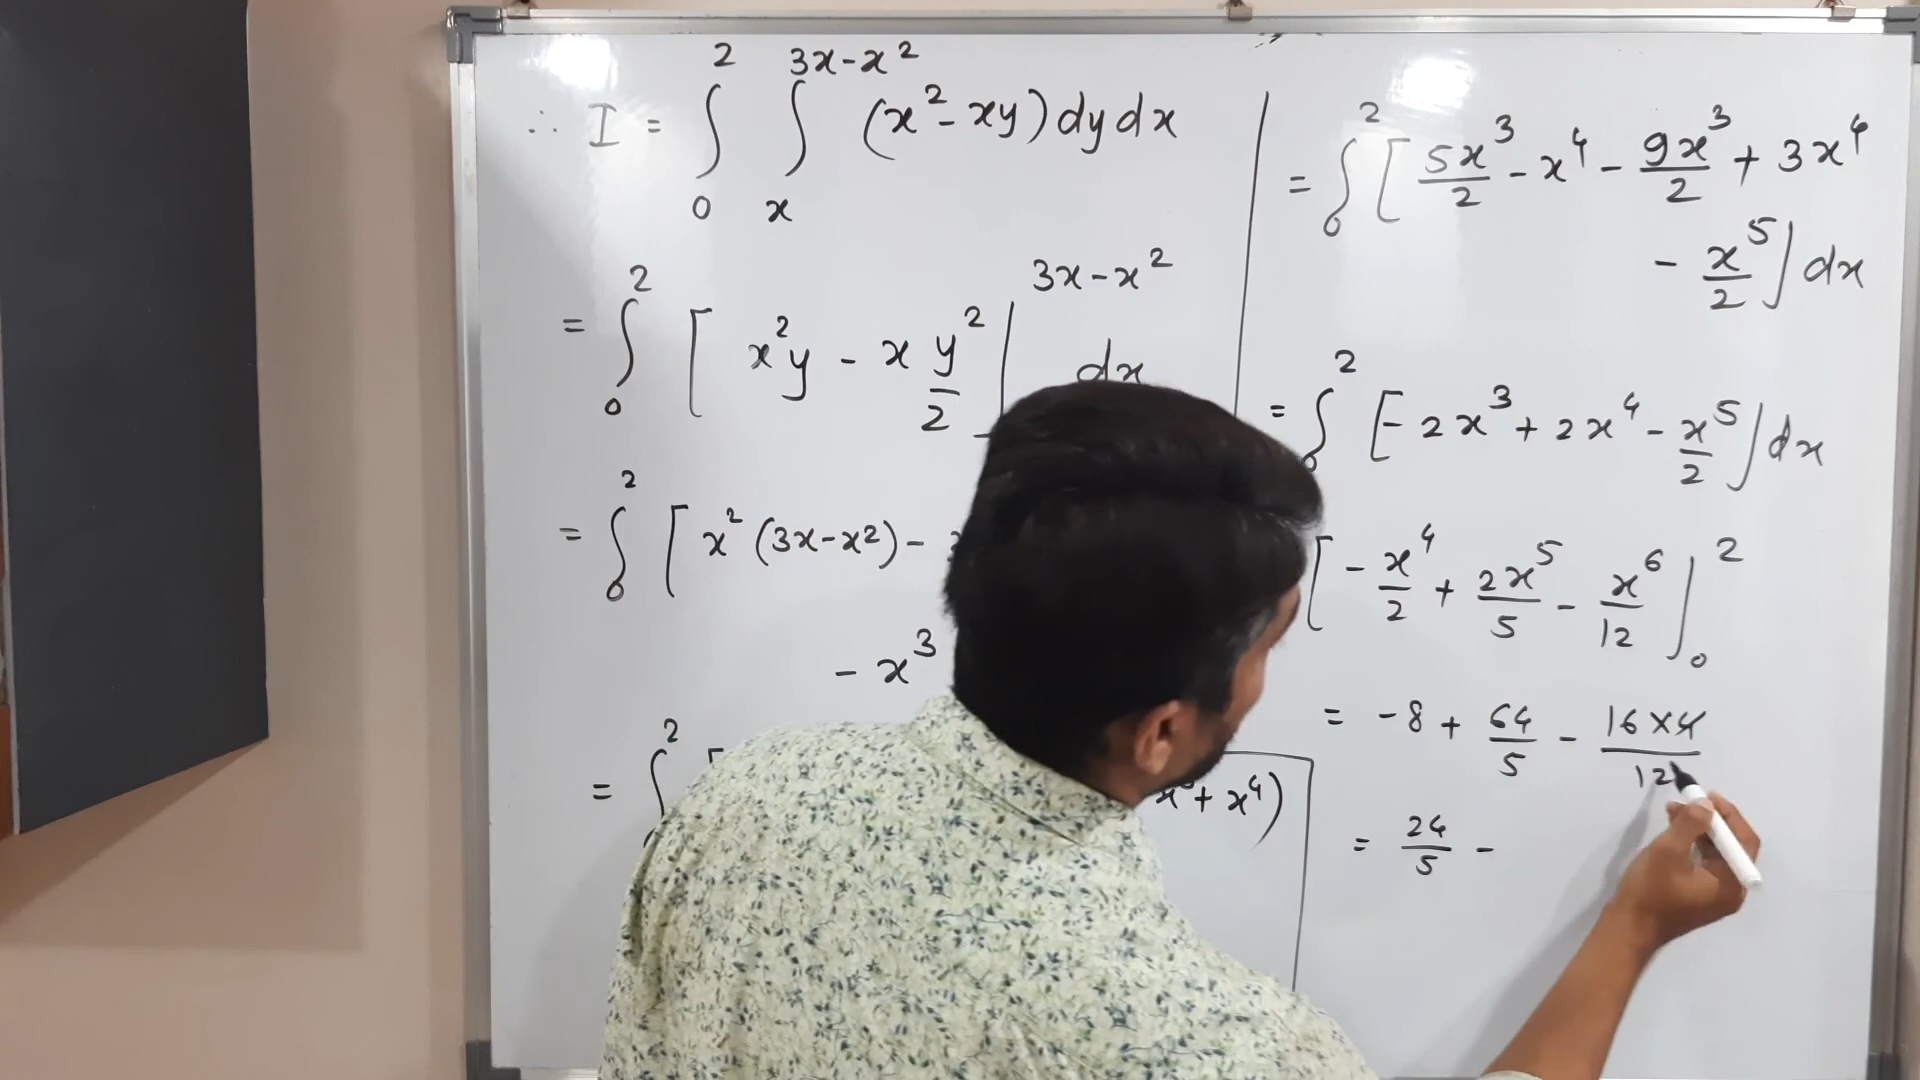 ∴ I = ∫₀² ∫ₓ^(3x-x²) (x² - xy) dy dx
= ∫₀² [ x²y - x y²/2 ]^(3x-x²) dx
= ∫₀² [ x² (3x-x²) -
- x³
= ∫ ² [
+ x⁴)
= ∫₀² [ 5x³/2 - x⁴ - 9x³/2 + 3x⁴
- x⁵/2 ] dx
= ∫₀² [ -2x³ + 2x⁴ - x⁵/2 ] dx
[ -x⁴/2 + 2x⁵/5 - x⁶/12 ]₀²
= -8 + 64/5 - 16×4/12
= 24/5 -